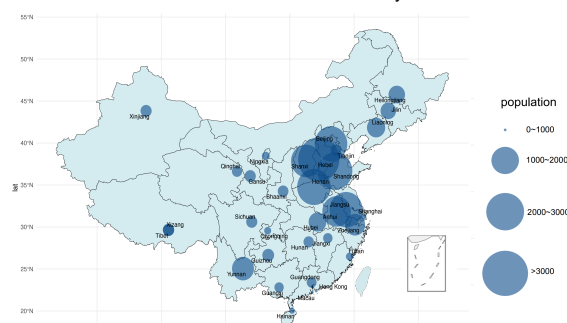 55°N
50°N
45°N
40°N
35°N
30°N
25°N
20°N
lat
Heilongjiang
Jilin
Liaoning
Xinjiang
Beijing
Tianjin
Ningxia
Qinghai
Shanxi
Hebei
Gansu
Shandong
Henan
Shaanxi
Jiangsu
Shanghai
Sichuan
Anhui
Xizang
Tibet
Hubei
Zhejiang
Chongqing
Hunan
Jiangxi
Fujian
Guizhou
Yunnan
Guangdong
Guangxi
Hong Kong
Macau
Hainan
population
0~1000
1000~2000
2000~3000
>3000